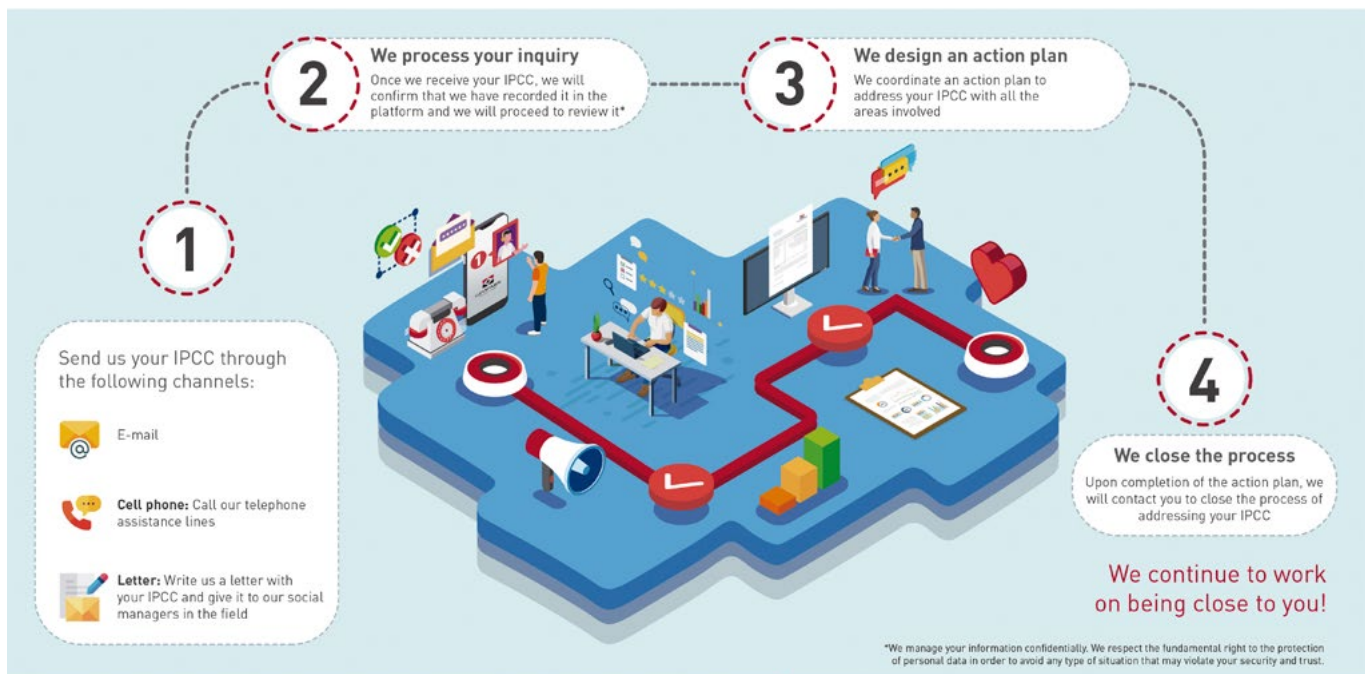 1
Send us your IPCC through
the following channels:
E-mail
Cell phone: Call our telephone
assistance lines
Letter: Write us a letter with
your IPCC and give it to our social
managers in the field
2
We process your inquiry
Once we receive your IPCC, we will
confirm that we have recorded it in the
platform and we will proceed to review it*
3
We design an action plan
We coordinate an action plan to
address your IPCC with all the
areas involved
4
We close the process
Upon completion of the action plan, we
will contact you to close the process of
addressing your IPCC
We continue to work
on being close to you!
*We manage your information confidentially. We respect the fundamental right to the protection
of personal data in order to avoid any type of situation that may violate your security and trust.